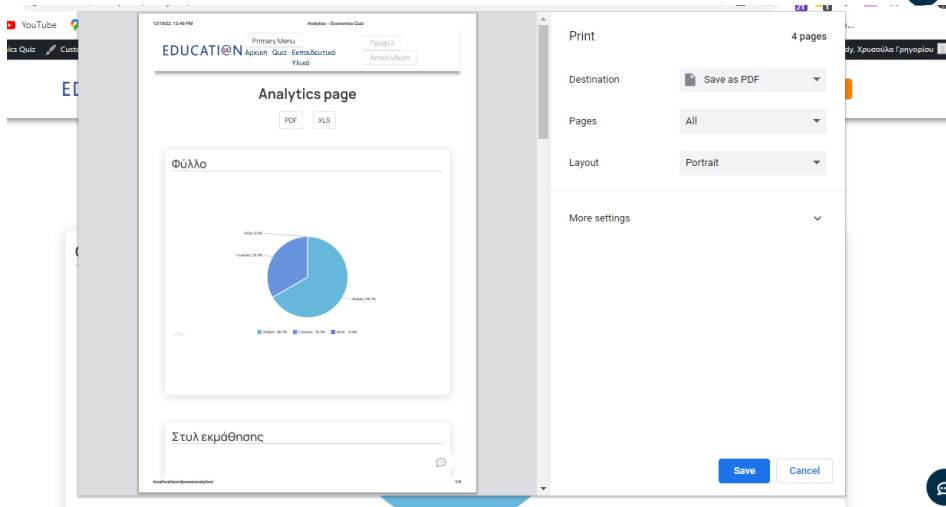 YouTube
ics Quiz
Custo
dy, Χρυσούλα Γρηγορίου
12/18/22, 12:40 PM
Analytics – Economics Quiz
EDUCATION
Primary Menu
Αρχική Quiz Εκπαιδευτικό
Υλικό
Προφίλ
Αποσύνδεση
Analytics page
PDF XLS
Φύλλο
Άλλο: 0.0%
Γυναίκες: 33.3%
Άνδρες: 66.7%
Άνδρες 66.7% Γυναίκες 33.3% Άλλο 0.0%
Στυλ εκμάθησης
localhost/wordpress/analytics/
1/4
Print
4 pages
Destination
Save as PDF
Pages
All
Layout
Portrait
More settings
Save
Cancel